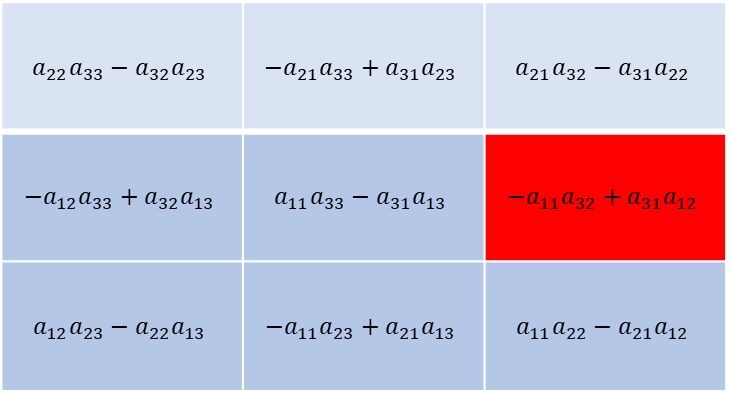 a₂₂a₃₃ − a₃₂a₂₃
−a₂₁a₃₃ + a₃₁a₂₃
a₂₁a₃₂ − a₃₁a₂₂
−a₁₂a₃₃ + a₃₂a₁₃
a₁₁a₃₃ − a₃₁a₁₃
−a₁₁a₃₂ + a₃₁a₁₂
a₁₂a₂₃ − a₂₂a₁₃
−a₁₁a₂₃ + a₂₁a₁₃
a₁₁a₂₂ − a₂₁a₁₂